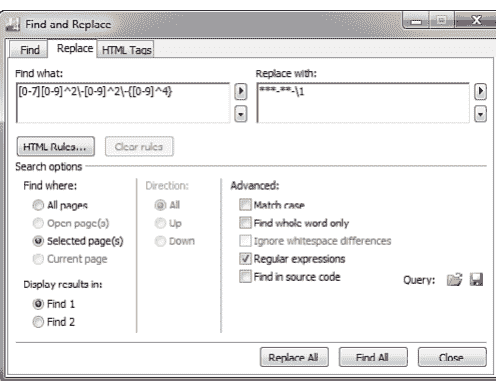 Find and Replace
Find Replace HTML Tags
Find what: Replace with:
[0-7][0-9]^2\-[0-9]^2\-{[0-9]^4} ***-**-\1
HTML Rules... Clear rules
Search options
Find where: Direction: Advanced:
All pages All Match case
Open page(s) Up Find whole word only
Selected page(s) Down Ignore whitespace differences
Current page Regular expressions
Find in source code Query:
Display results in:
Find 1
Find 2
Replace All Find All Close